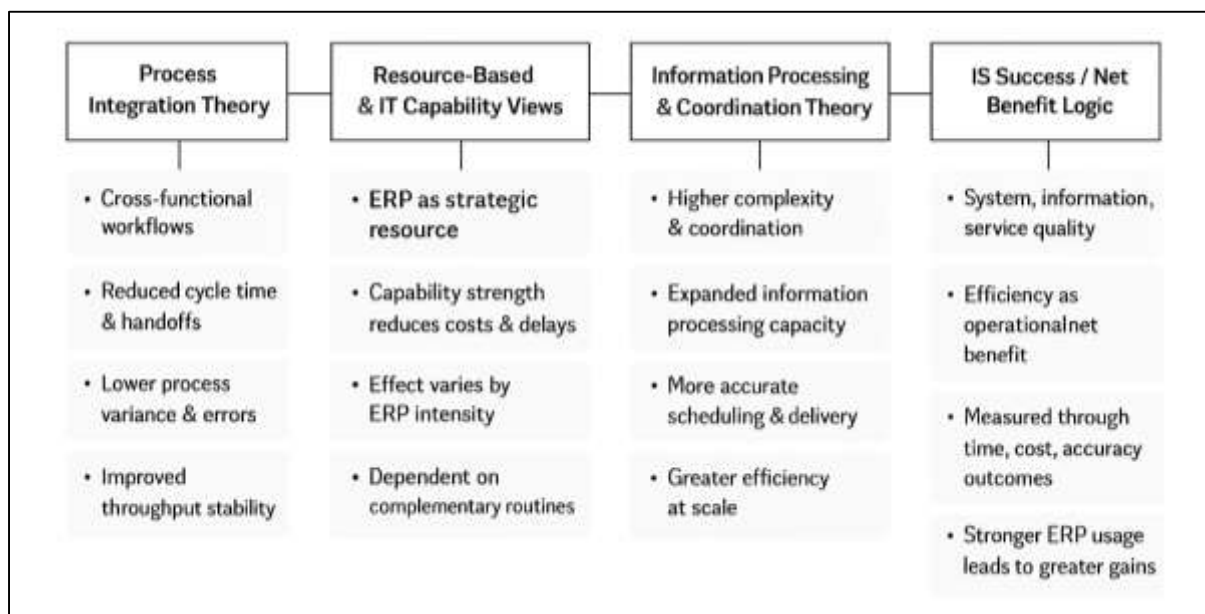 Process
Integration Theory
• Cross-functional
workflows
• Reduced cycle time
& handoffs
• Lower process
variance & errors
• Improved
throughput stability
Resource-Based
& IT Capability Views
• ERP as strategic
resource
• Capability strength
reduces costs & delays
• Effect varies by
ERP intensity
• Dependent on
complementary routines
Information Processing
& Coordination Theory
• Higher complexity
& coordination
• Expanded information
processing capacity
• More accurate
scheduling & delivery
• Greater efficiency
at scale
IS Success / Net
Benefit Logic
• System, information,
service quality
• Efficiency as
operationalnet
benefit
• Measured through
time, cost, accuracy
outcomes
• Stronger ERP usage
leads to greater gains